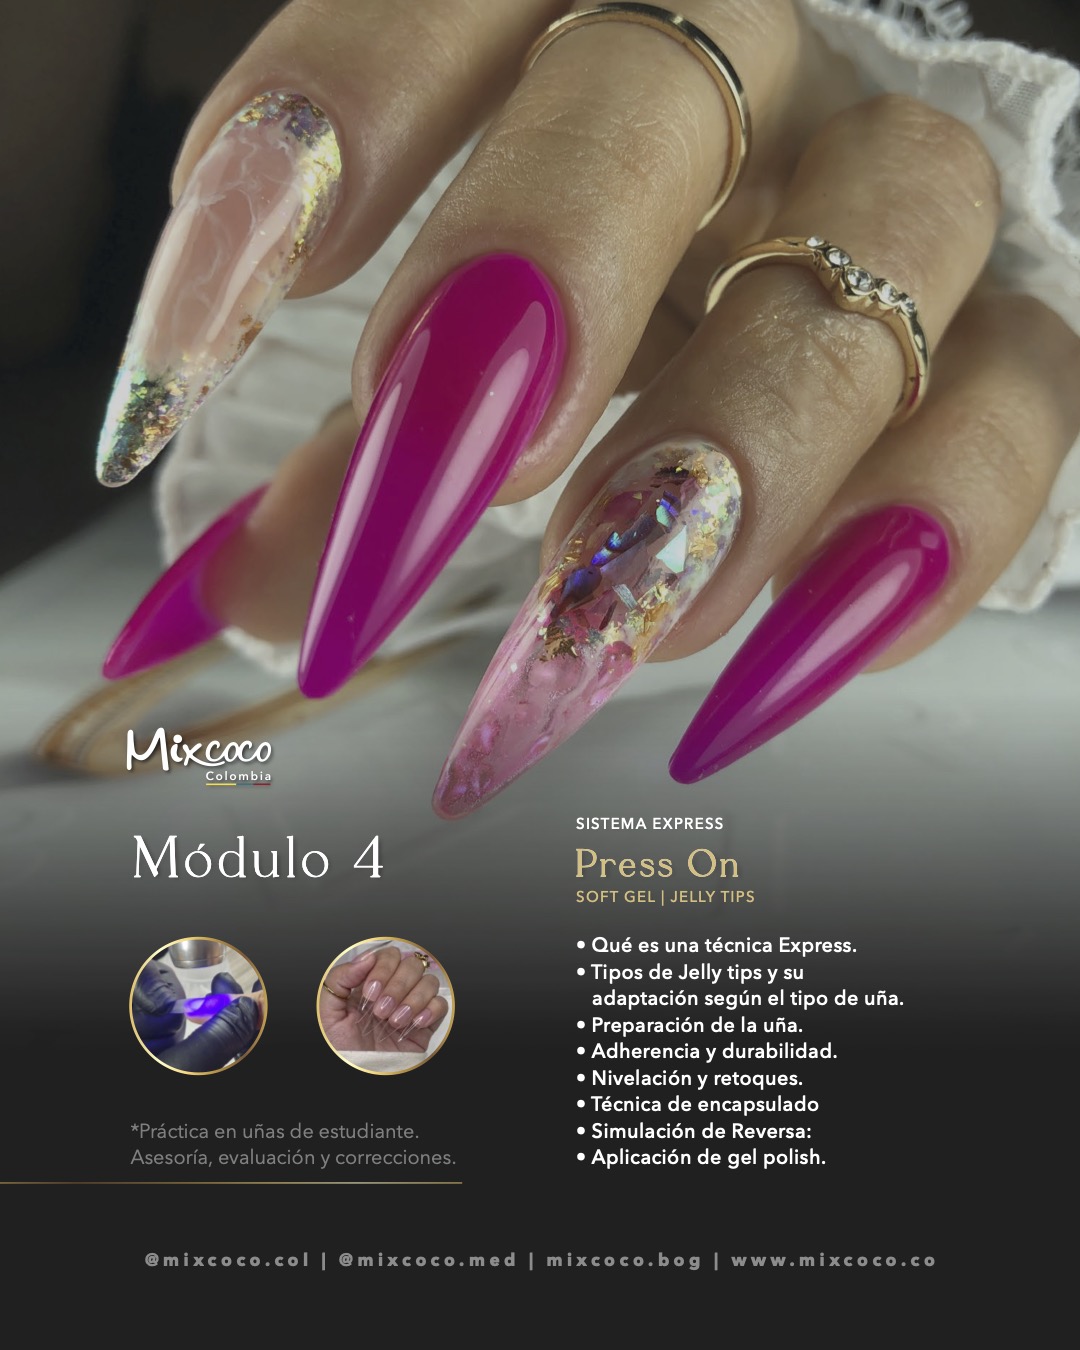 Mixcoco
Colombia
Módulo 4
*Práctica en uñas de estudiante.
Asesoría, evaluación y correcciones.
SISTEMA EXPRESS
Press On
SOFT GEL | JELLY TIPS
• Qué es una técnica Express.
• Tipos de Jelly tips y su
adaptación según el tipo de uña.
• Preparación de la uña.
• Adherencia y durabilidad.
• Nivelación y retoques.
• Técnica de encapsulado
• Simulación de Reversa:
• Aplicación de gel polish.
@mixcoco.col | @mixcoco.med | mixcoco.bog | www.mixcoco.co